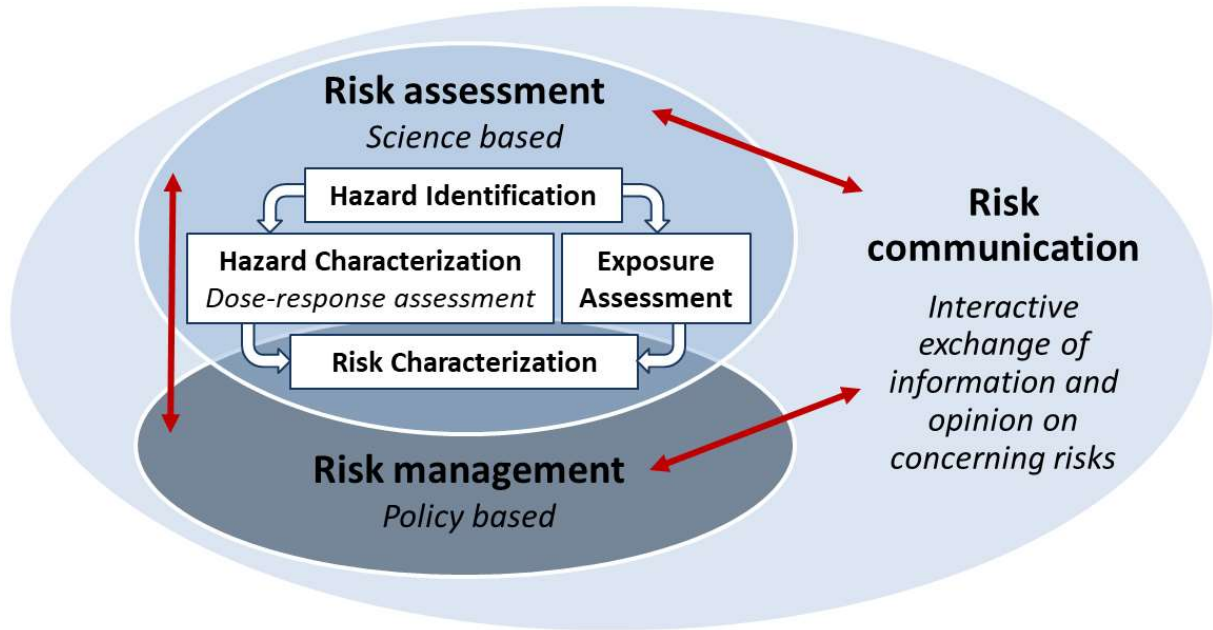 Risk assessment
Science based
Hazard Identification
Hazard Characterization
Dose-response assessment
Exposure
Assessment
Risk Characterization
Risk management
Policy based
Risk
communication
Interactive
exchange of
information and
opinion on
concerning risks